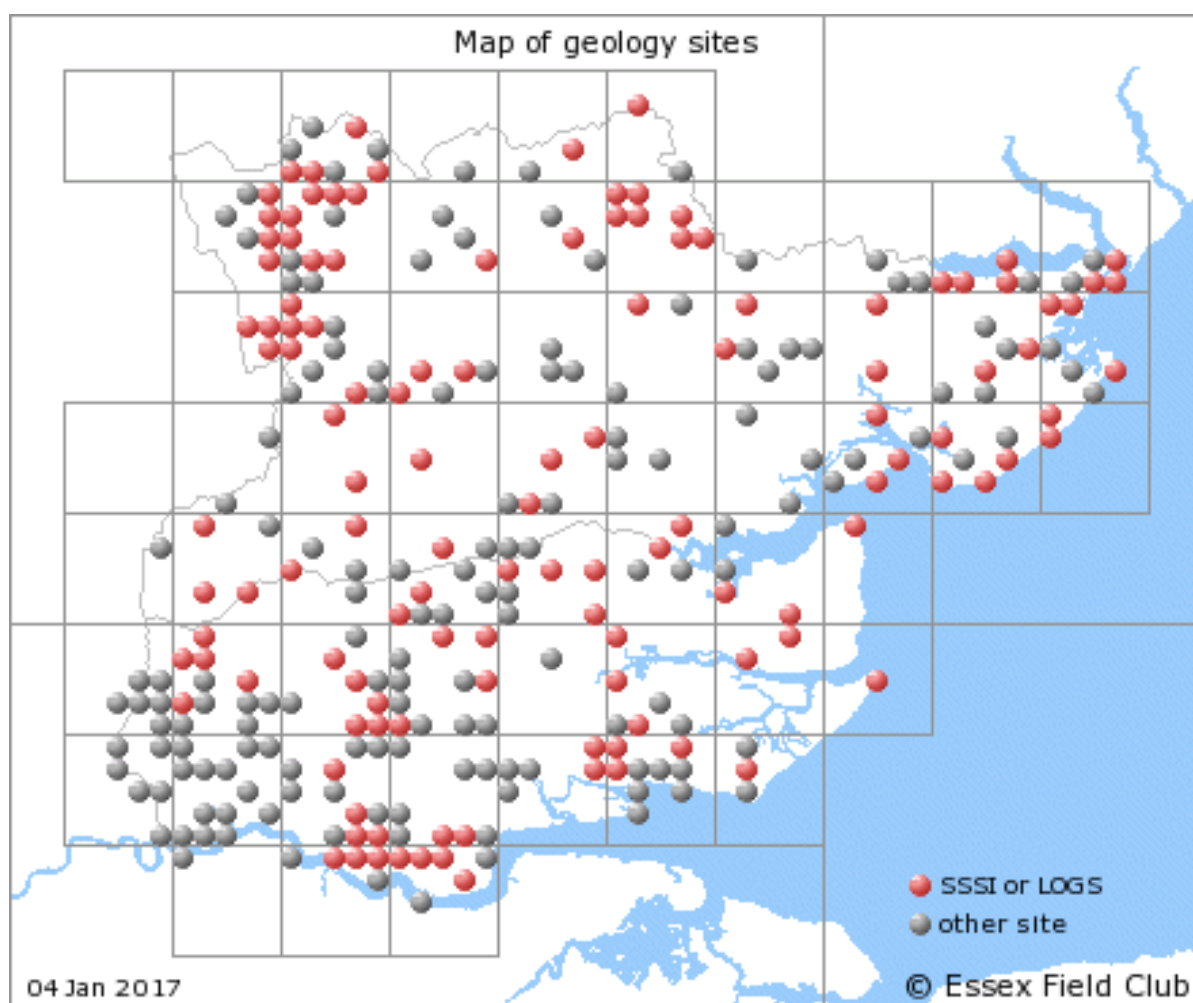 Map of geology sites
SSSI or LOGS
other site
04 Jan 2017
© Essex Field Club